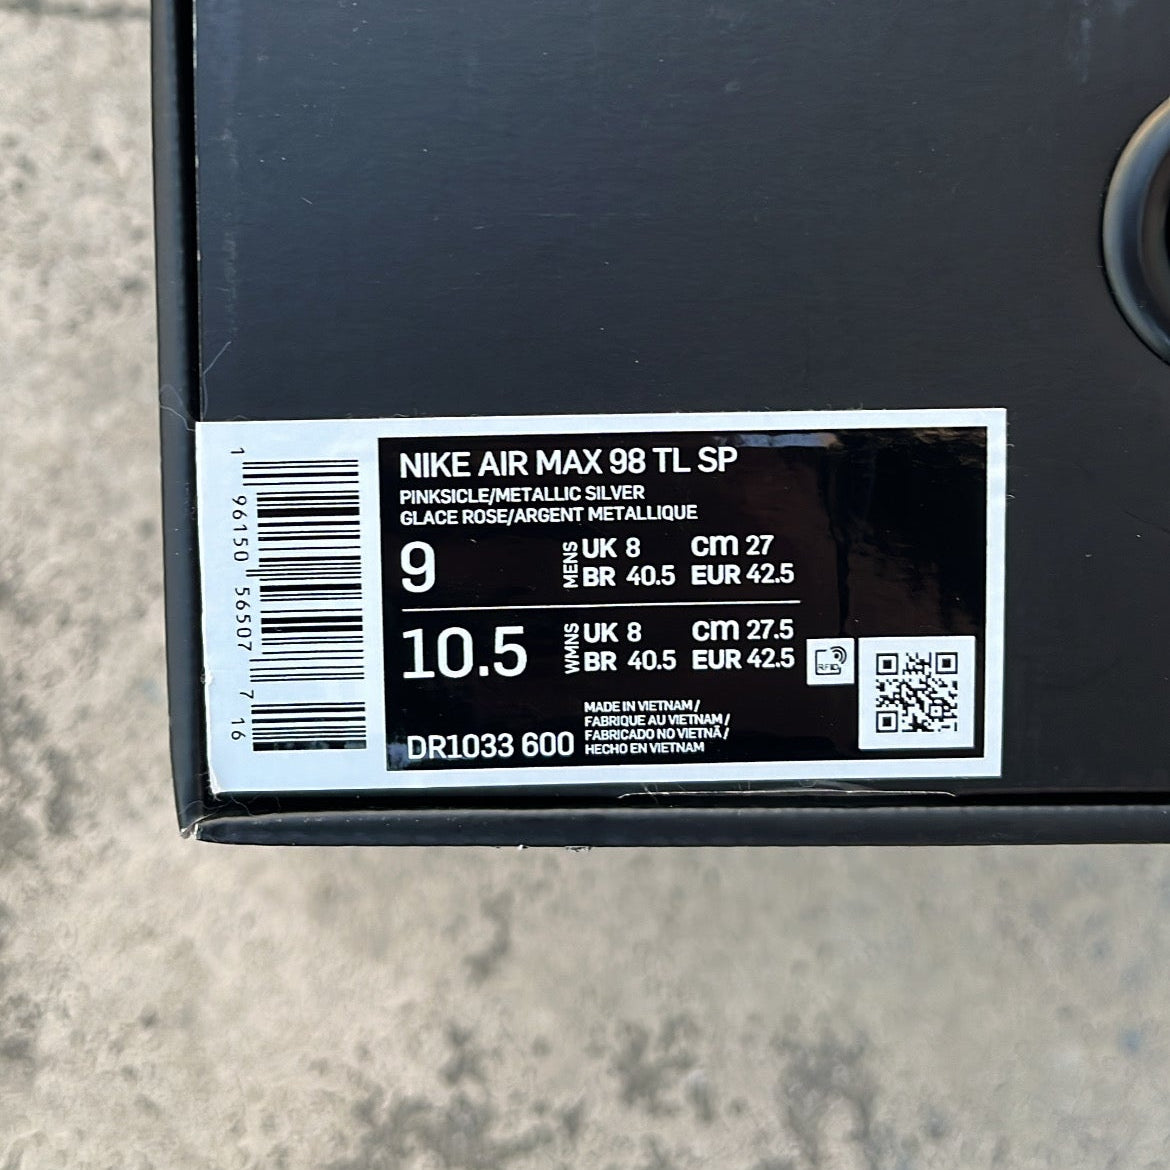 NIKE AIR MAX 98 TL SP
PINKSICLE/METALLIC SILVER
GLACE ROSE/ARGENT METALLIQUE
9
MENS
UK 8 CM 27
BR 40.5 EUR 42.5
10.5
WMNS
UK 8 CM 27.5
BR 40.5 EUR 42.5
RFID
MADE IN VIETNAM /
FABRIQUE AU VIETNAM /
FABRICADO NO VIETNÃ /
HECHO EN VIETNAM
DR1033 600
1 96150 56507 7 16